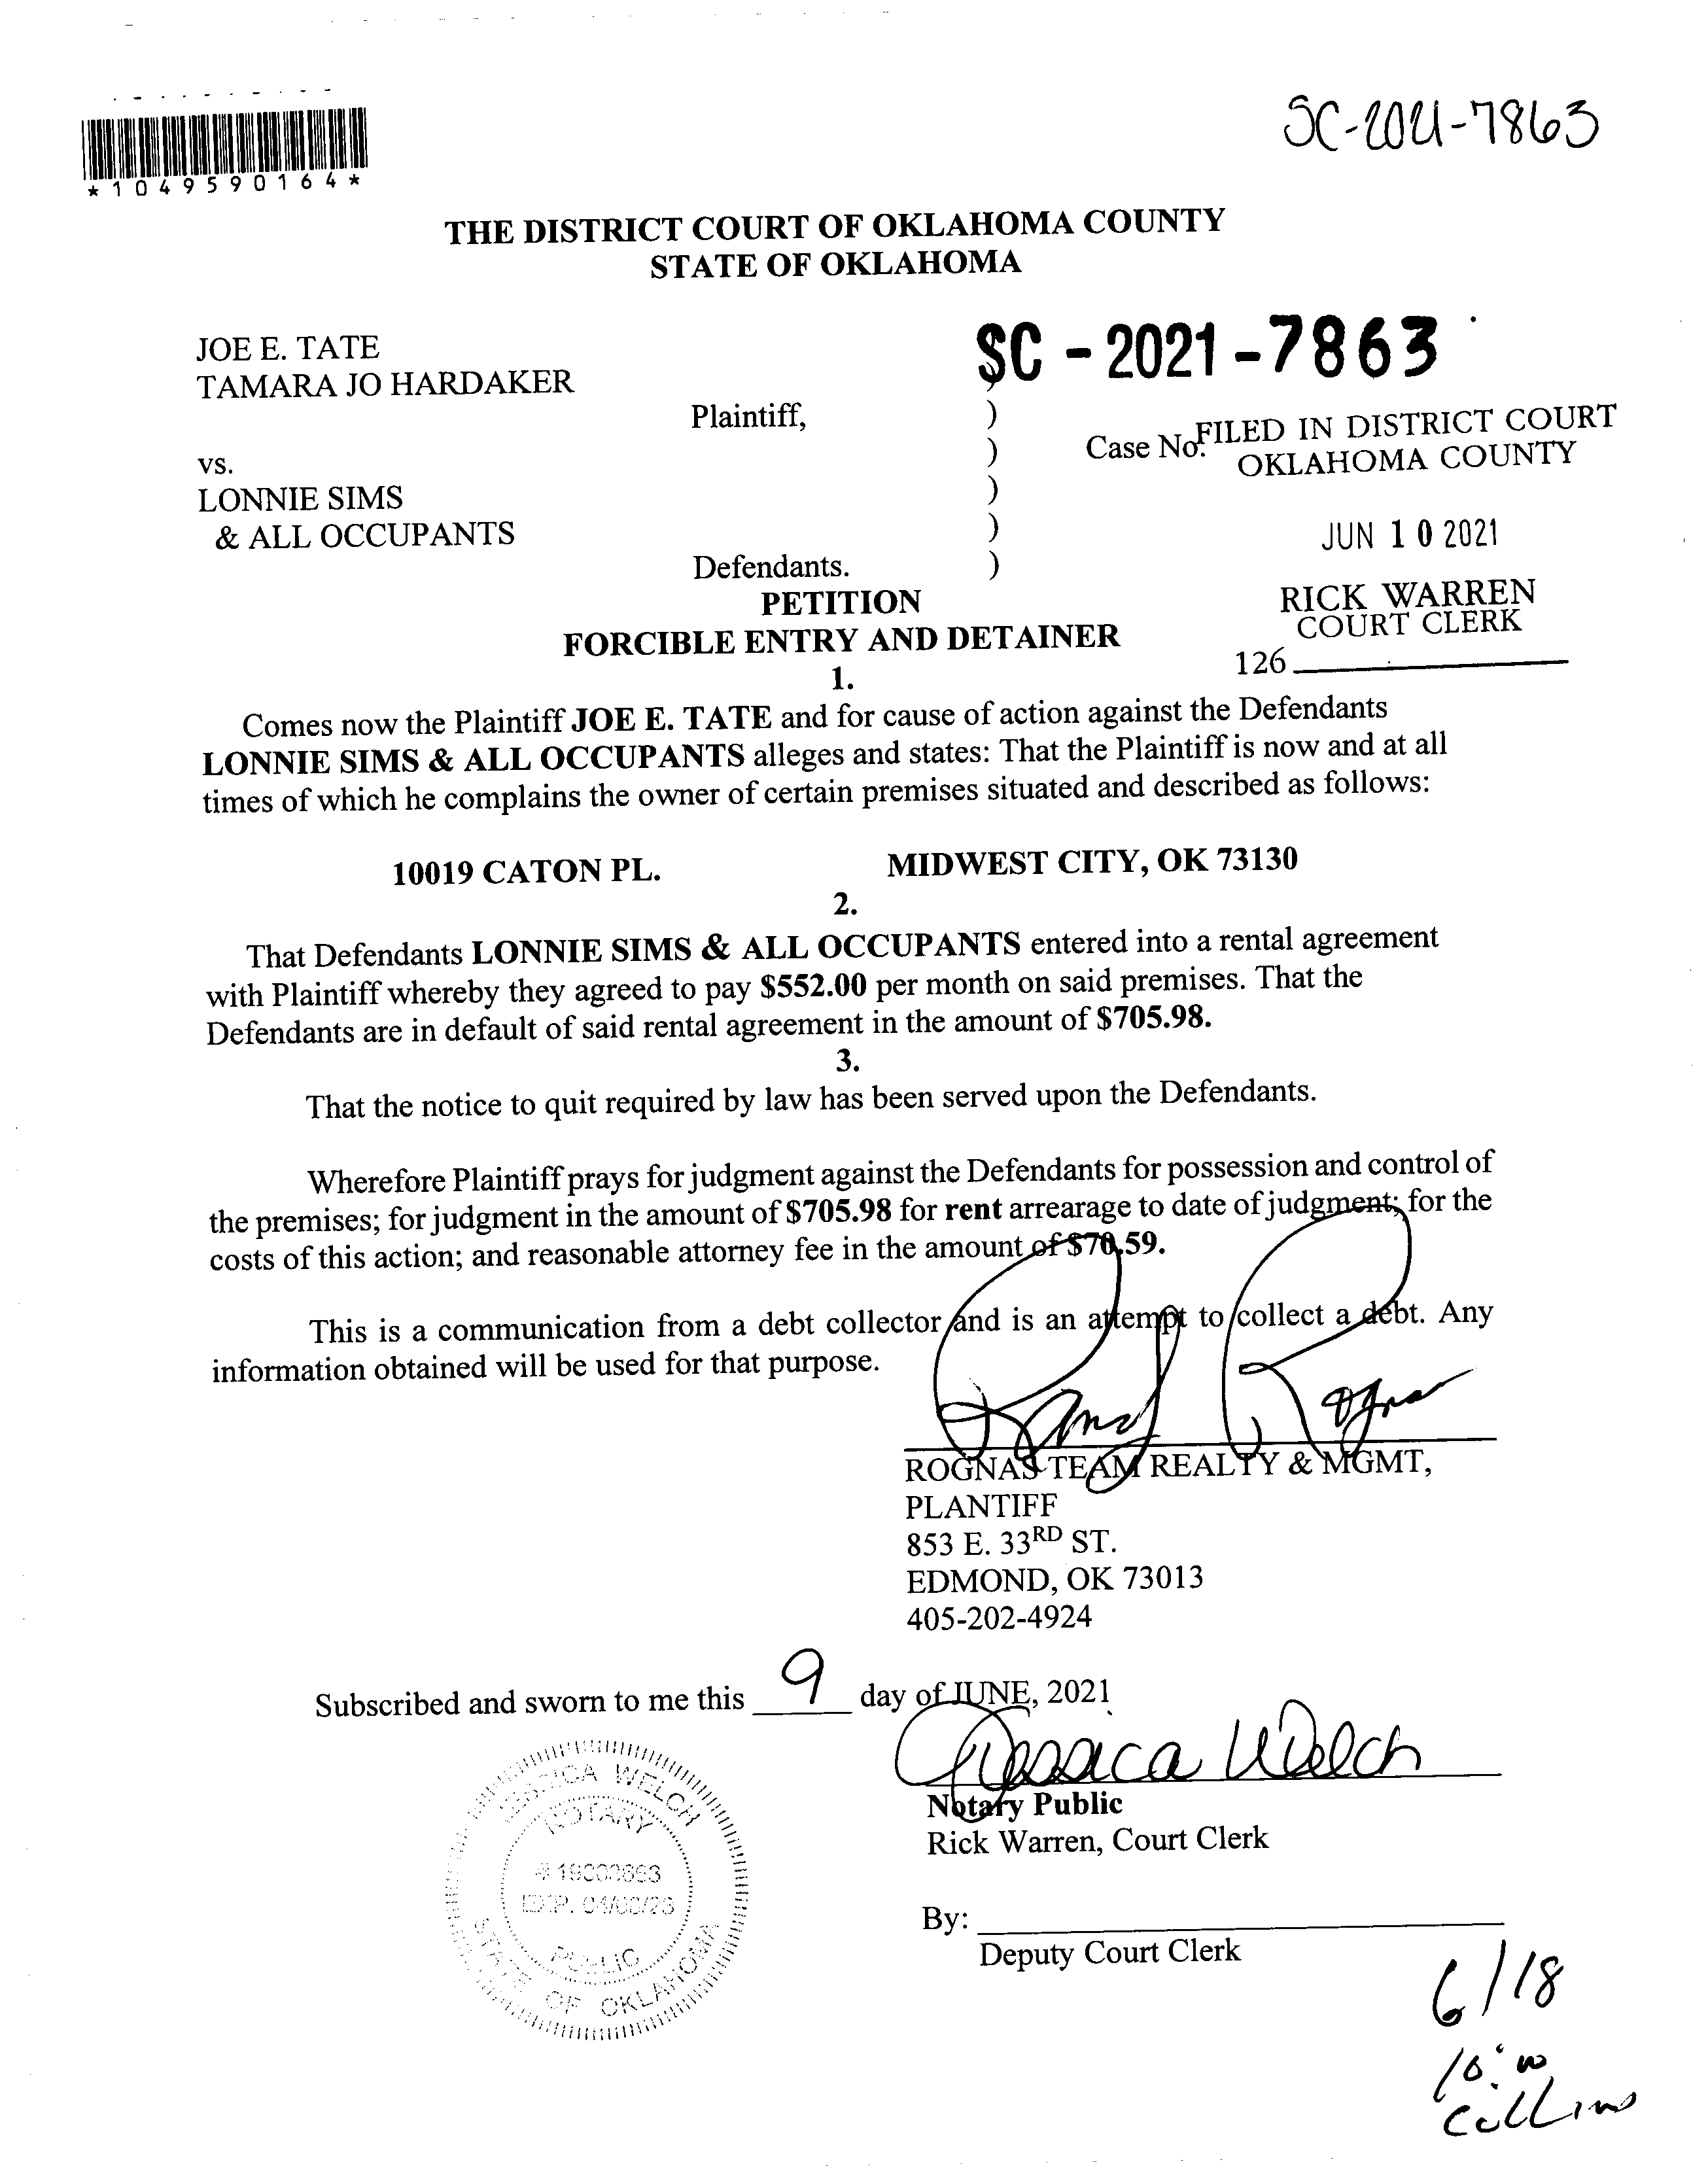 SC-2021-7863
*1049590164*
THE DISTRICT COURT OF OKLAHOMA COUNTY
STATE OF OKLAHOMA
JOE E. TATE
TAMARA JO HARDAKER
SC - 2021 - 7863
)
Plaintiff, )
Case No. FILED IN DISTRICT COURT
OKLAHOMA COUNTY
vs. )
LONNIE SIMS )
& ALL OCCUPANTS )
JUN 10 2021
Defendants. )
PETITION
RICK WARREN
COURT CLERK
FORCIBLE ENTRY AND DETAINER
126
1.
Comes now the Plaintiff JOE E. TATE and for cause of action against the Defendants
LONNIE SIMS & ALL OCCUPANTS alleges and states: That the Plaintiff is now and at all
times of which he complains the owner of certain premises situated and described as follows:
10019 CATON PL. MIDWEST CITY, OK 73130
2.
That Defendants LONNIE SIMS & ALL OCCUPANTS entered into a rental agreement
with Plaintiff whereby they agreed to pay $552.00 per month on said premises. That the
Defendants are in default of said rental agreement in the amount of $705.98.
3.
That the notice to quit required by law has been served upon the Defendants.
Wherefore Plaintiff prays for judgment against the Defendants for possession and control of
the premises; for judgment in the amount of $705.98 for rent arrearage to date of judgment; for the
costs of this action; and reasonable attorney fee in the amount of $70.59.
This is a communication from a debt collector and is an attempt to collect a debt. Any
information obtained will be used for that purpose.
ROGNAS TEAM REALTY & MGMT,
PLANTIFF
853 E. 33RD ST.
EDMOND, OK 73013
405-202-4924
Subscribed and sworn to me this 9 day of JUNE, 2021
Jessica Welch
Notary Public
Rick Warren, Court Clerk
JESSICA WELCH
NOTARY
PUBLIC
STATE OF OKLAHOMA
By:
Deputy Court Clerk
6/18
10:00
Collins